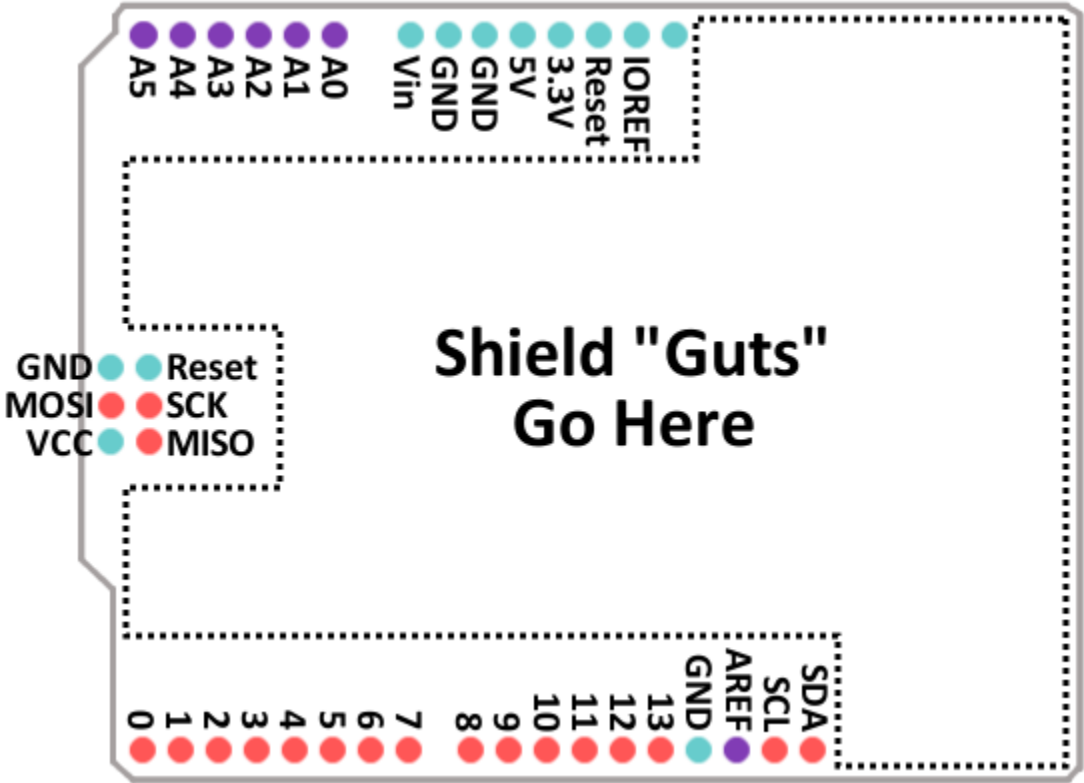 A5 A4 A3 A2 A1 A0 Vin GND GND 5V 3.3V Reset IOREF
Shield "Guts"
Go Here
GND Reset
MOSI SCK
VCC MISO
0 1 2 3 4 5 6 7 8 9 10 11 12 13 GND AREF SCL SDA